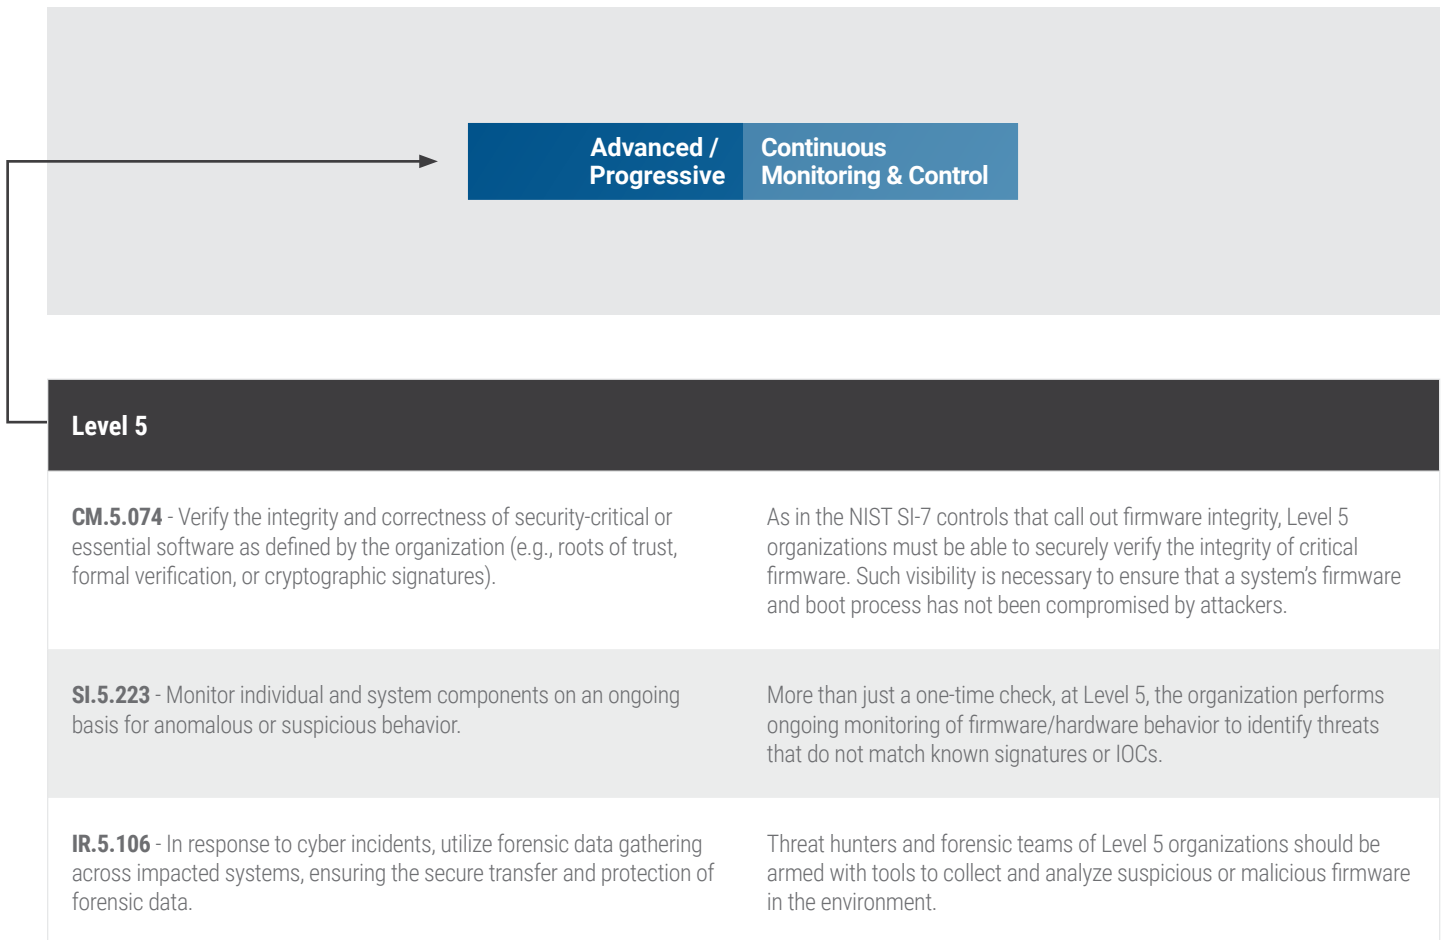 Advanced /
Progressive
Continuous
Monitoring & Control
Level 5
CM.5.074 - Verify the integrity and correctness of security-critical or
essential software as defined by the organization (e.g., roots of trust,
formal verification, or cryptographic signatures).
As in the NIST SI-7 controls that call out firmware integrity, Level 5
organizations must be able to securely verify the integrity of critical
firmware. Such visibility is necessary to ensure that a system's firmware
and boot process has not been compromised by attackers.
SI.5.223 - Monitor individual and system components on an ongoing
basis for anomalous or suspicious behavior.
More than just a one-time check, at Level 5, the organization performs
ongoing monitoring of firmware/hardware behavior to identify threats
that do not match known signatures or IOCs.
IR.5.106 - In response to cyber incidents, utilize forensic data gathering
across impacted systems, ensuring the secure transfer and protection of
forensic data.
Threat hunters and forensic teams of Level 5 organizations should be
armed with tools to collect and analyze suspicious or malicious firmware
in the environment.